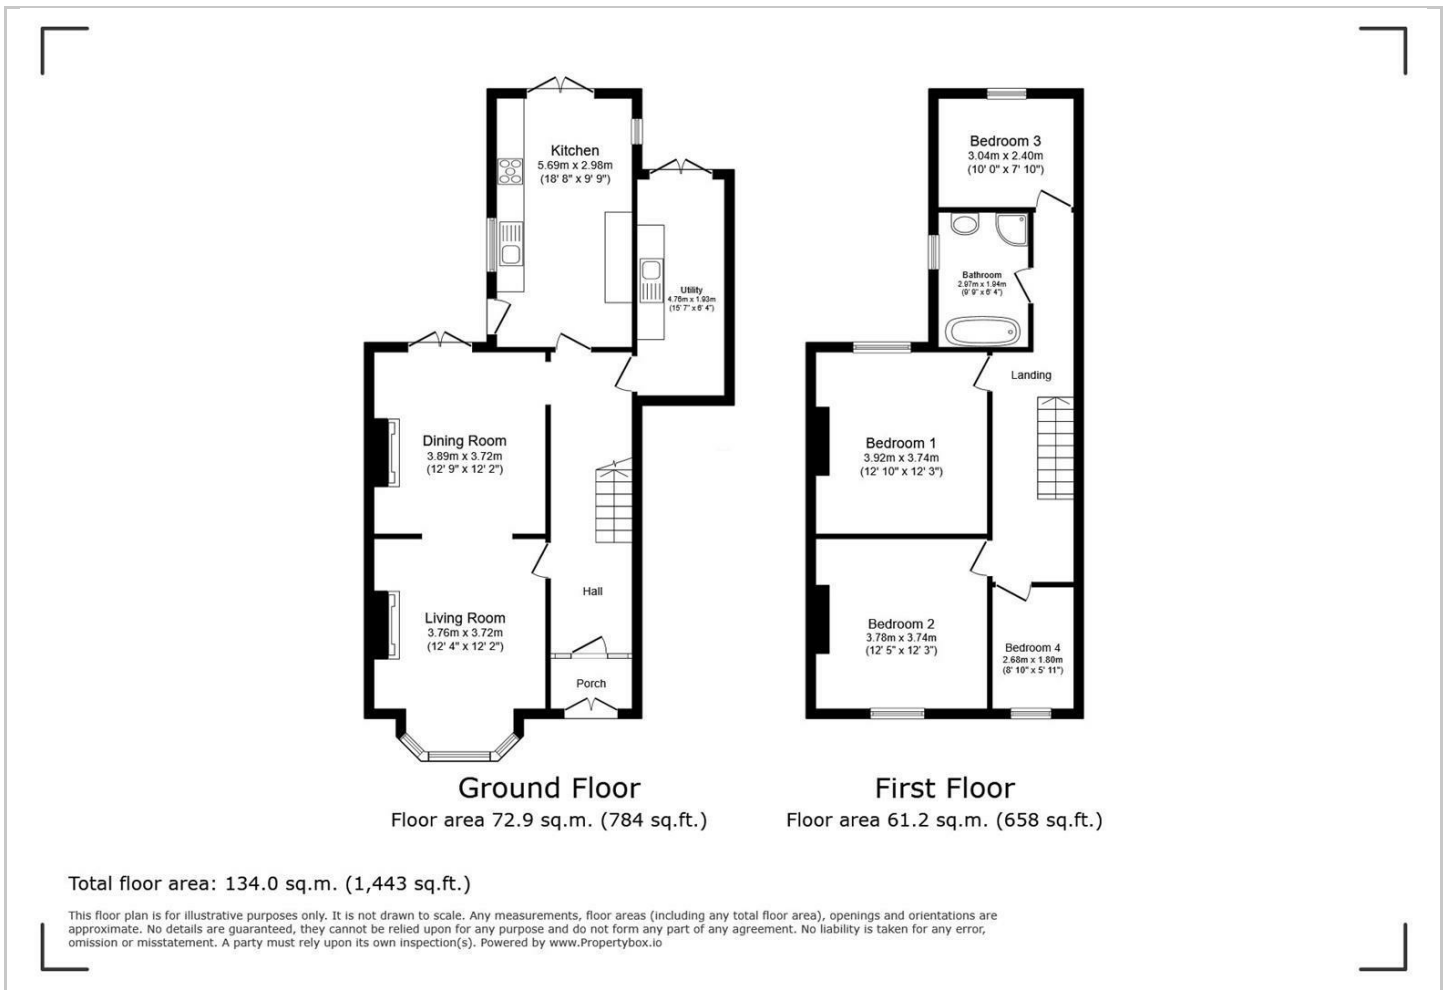 Kitchen
5.69m x 2.98m
(18' 8" x 9' 9")
Utility
4.76m x 1.93m
(15' 7" x 6' 4")
Dining Room
3.89m x 3.72m
(12' 9" x 12' 2")
Living Room
3.76m x 3.72m
(12' 4" x 12' 2")
Hall
Porch
Ground Floor
Floor area 72.9 sq.m. (784 sq.ft.)
Bedroom 3
3.04m x 2.40m
(10' 0" x 7' 10")
Bathroom
2.97m x 1.94m
(9' 9" x 6' 4")
Landing
Bedroom 1
3.92m x 3.74m
(12' 10" x 12' 3")
Bedroom 2
3.78m x 3.74m
(12' 5" x 12' 3")
Bedroom 4
2.68m x 1.80m
(8' 10" x 5' 11")
First Floor
Floor area 61.2 sq.m. (658 sq.ft.)
Total floor area: 134.0 sq.m. (1,443 sq.ft.)
This floor plan is for illustrative purposes only. It is not drawn to scale. Any measurements, floor areas (including any total floor area), openings and orientations are
approximate. No details are guaranteed, they cannot be relied upon for any purpose and do not form any part of any agreement. No liability is taken for any error,
omission or misstatement. A party must rely upon its own inspection(s). Powered by www.Propertybox.io